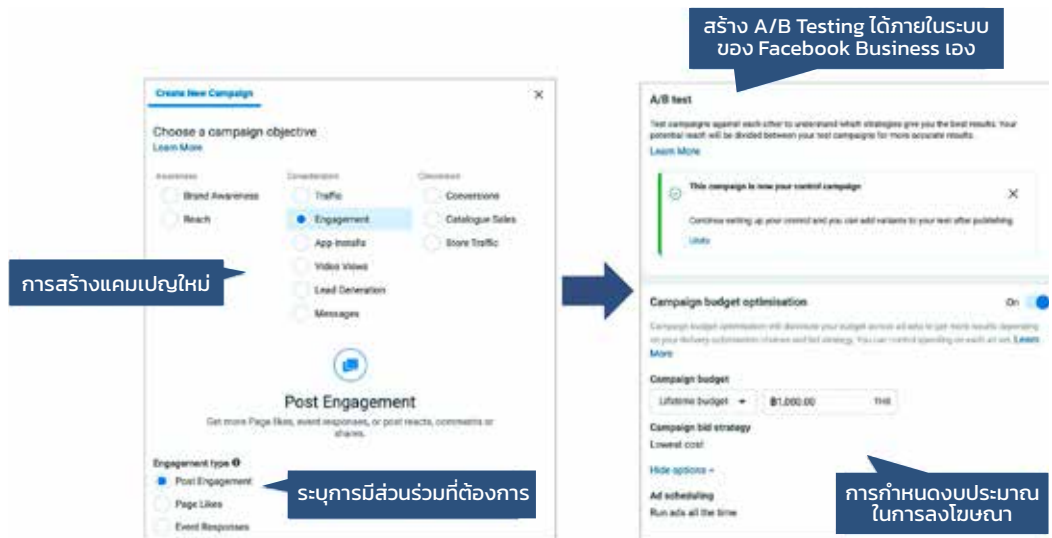 สร้าง A/B Testing ได้ภายในระบบ
ของ Facebook Business เอง
Create New Campaign
Choose a campaign objective
Learn More
Awareness
Consideration
Conversion
Brand Awareness
Traffic
Conversions
Reach
Engagement
Catalogue Sales
App Installs
Store Traffic
Video Views
Lead Generation
Messages
การสร้างแคมเปญใหม่
Post Engagement
Get more Page likes, event responses, or post reacts, comments or
shares.
Engagement type
Post Engagement
Page Likes
Event Responses
ระบุการมีส่วนร่วมที่ต้องการ
A/B test
Test campaigns against each other to understand which strategies give you the best results. Your
potential reach will be divided between your test campaigns for more accurate results.
Learn More
This campaign is now your control campaign
Continue setting up your control and you can add variants to your test after publishing.
Undo
Campaign budget optimisation
On
Campaign budget optimisation will distribute your budget across ad sets to get more results depending
on your delivery optimisation choices and bid strategy. You can control spending on each ad set. Learn
More
Campaign budget
Lifetime budget
฿1,000.00
THB
Campaign bid strategy
Lowest cost
Hide options
Ad scheduling
Run ads all the time
การกำหนดงบประมาณ
ในการลงโฆษณา